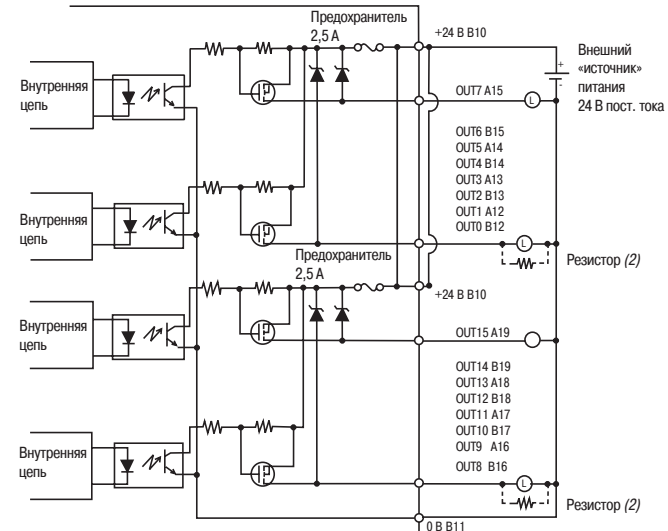 Предохранитель
2,5 А
+24 В В10
Внешний
«источник»
питания
24 В пост. тока
+
-
Внутренняя
цепь
OUT7 A15
L
OUT6 B15
OUT5 A14
OUT4 B14
OUT3 A13
OUT2 B13
OUT1 A12
OUT0 B12
Внутренняя
цепь
L
Резистор (2)
Предохранитель
2,5 А
+24 В В10
Внутренняя
цепь
OUT15 A19
OUT14 B19
OUT13 A18
OUT12 B18
OUT11 A17
OUT10 B17
OUT9 A16
OUT8 B16
Внутренняя
цепь
L
Резистор (2)
0 В В11